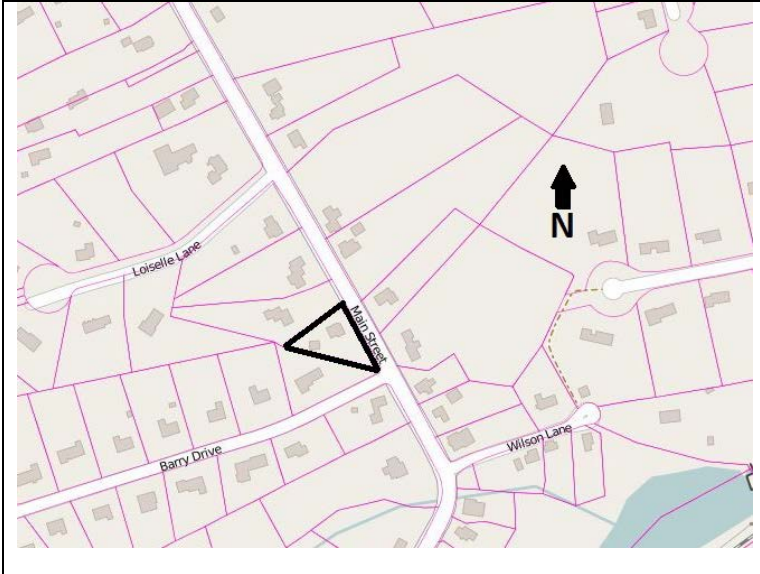 N
Loiselle Lane
Main Street
Wilson Lane
Barry Drive